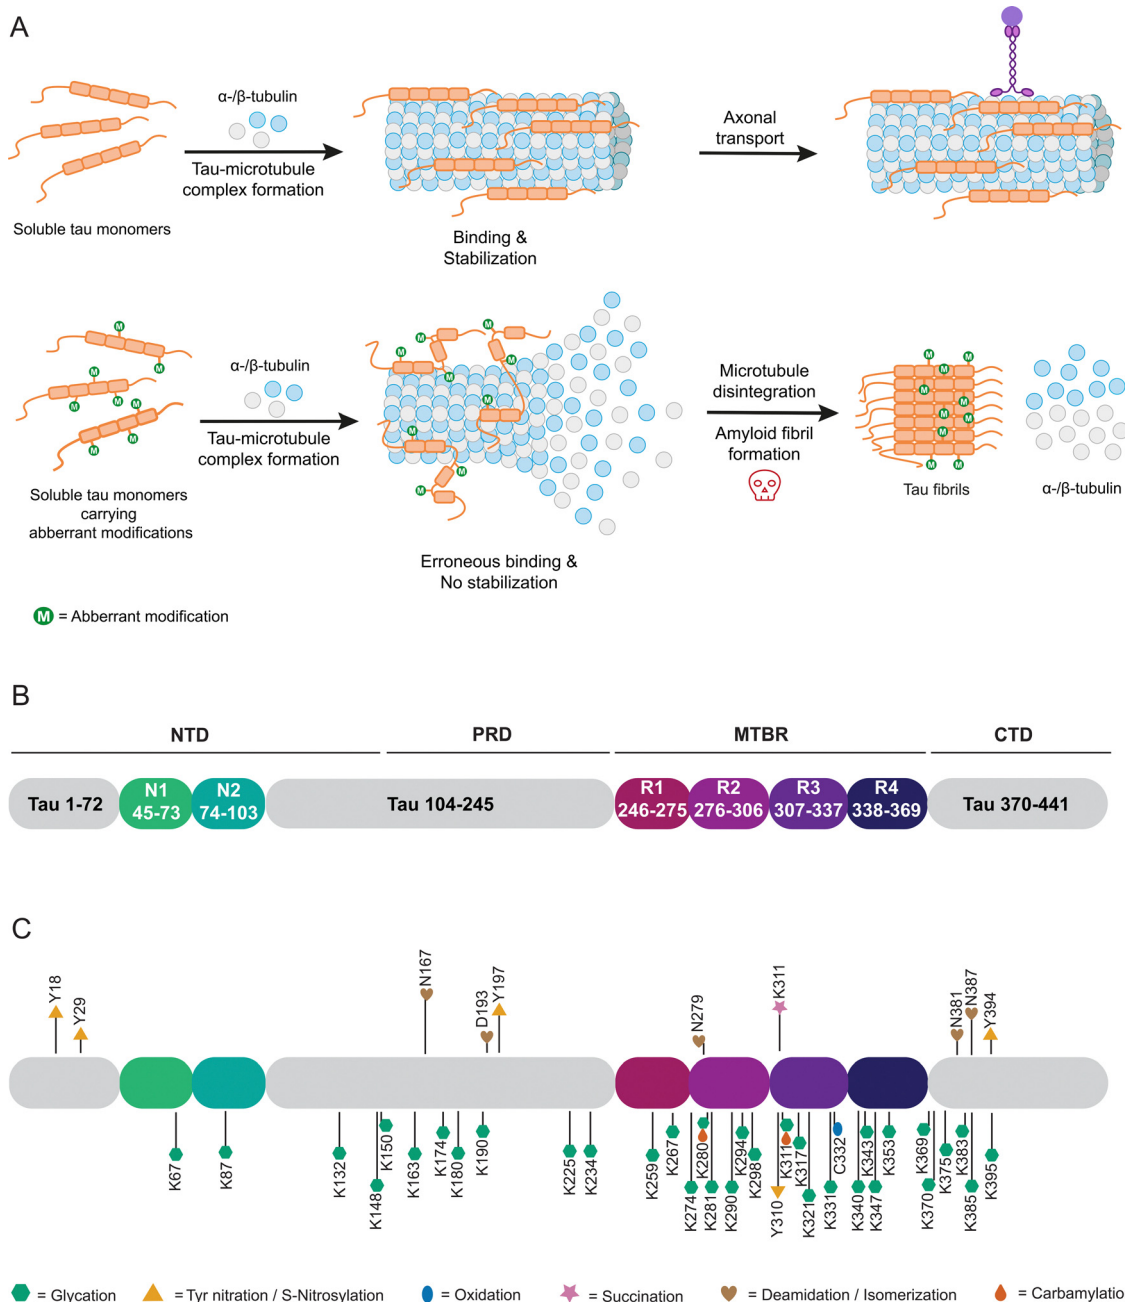 A
α-/β-tubulin
Tau-microtubule
complex formation
Soluble tau monomers
Binding &
Stabilization
Axonal
transport
M
M
M
M
M
M
M
M
α-/β-tubulin
Tau-microtubule
complex formation
Soluble tau monomers
carrying
abberrant modifications
M
M
M
M
M
M
M
M
M
Erroneous binding &
No stabilization
Microtubule
disintegration
Amyloid fibril
formation
M
M
M
M
M
M
M
M
M
M
Tau fibrils
α-/β-tubulin
M = Abberrant modification
B
NTD
PRD
MTBR
CTD
Tau 1-72
N1
45-73
N2
74-103
Tau 104-245
R1
246-275
R2
276-306
R3
307-337
R4
338-369
Tau 370-441
C
Y18
Y29
N167
D193
Y197
N279
K311
N381
N387
Y394
K67
K87
K132
K148
K150
K163
K174
K180
K190
K225
K234
K259
K267
K274
K280
K281
K290
K294
K298
Y310
K311
K317
K321
K331
C332
K340
K343
K347
K353
K369
K370
K375
K383
K385
K395
= Glycation
= Tyr nitration / S-Nitrosylation
= Oxidation
= Succination
= Deamidation / Isomerization
= Carbamylatio